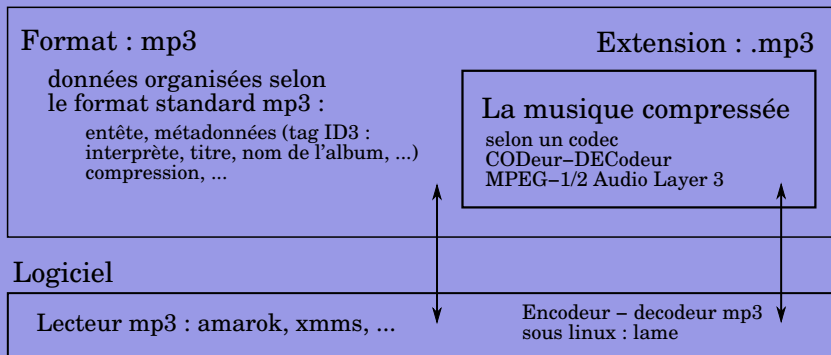 Format : mp3
Extension : .mp3
données organisées selon
le format standard mp3 :
entête, métadonnées (tag ID3 :
interprète, titre, nom de l'album, ...)
compression, ...
La musique compressée
selon un codec
CODeur–DECodeur
MPEG–1/2 Audio Layer 3
Logiciel
Lecteur mp3 : amarok, xmms, ...
Encodeur – decodeur mp3
sous linux : lame